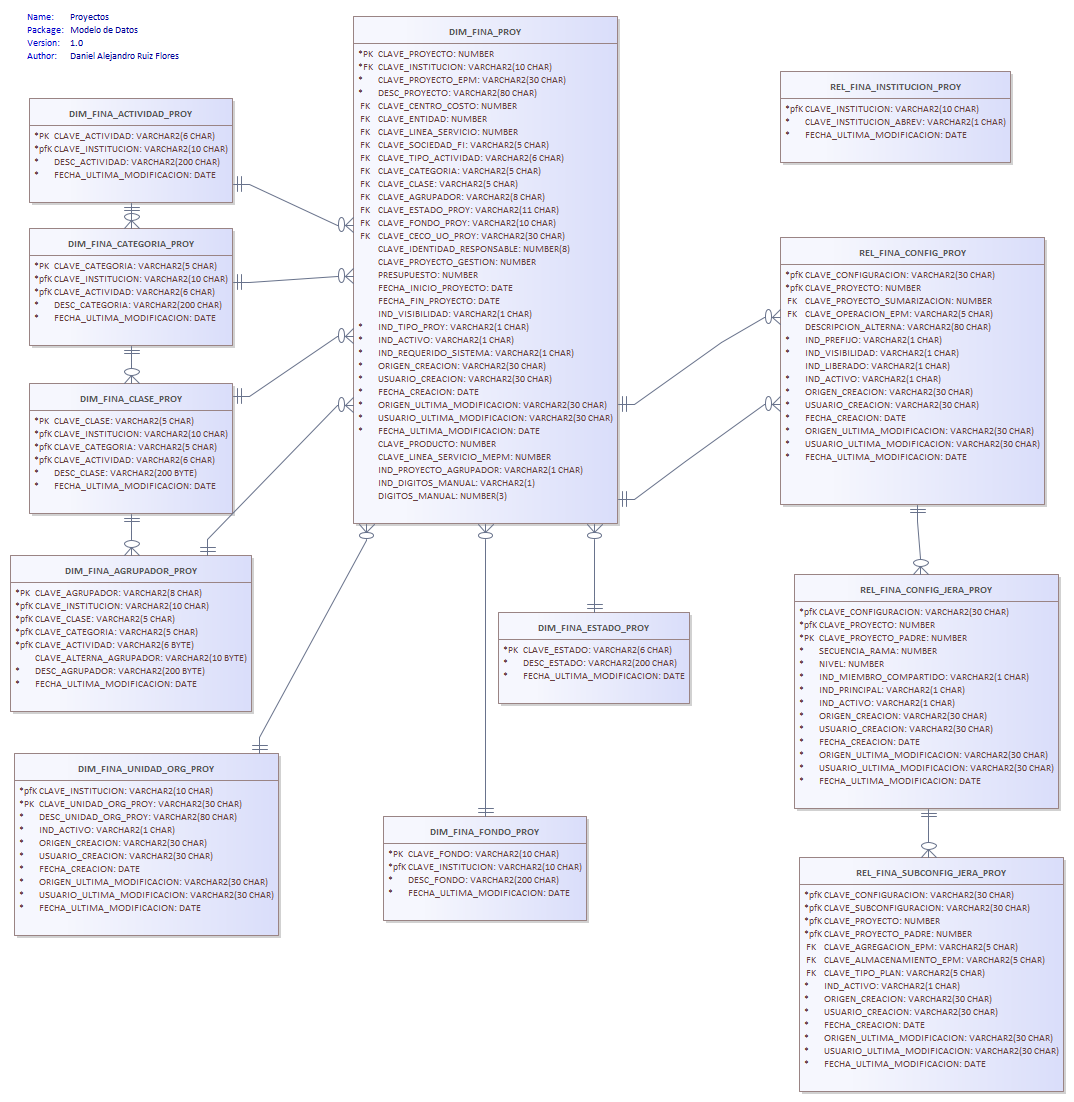 Name: Proyectos
Package: Modelo de Datos
Version: 1.0
Author: Daniel Alejandro Ruiz Flores
DIM_FINA_ACTIVIDAD_PROY
*PK CLAVE_ACTIVIDAD: VARCHAR2(6 CHAR)
*pfK CLAVE_INSTITUCION: VARCHAR2(10 CHAR)
* DESC_ACTIVIDAD: VARCHAR2(200 CHAR)
* FECHA_ULTIMA_MODIFICACION: DATE
DIM_FINA_CATEGORIA_PROY
*PK CLAVE_CATEGORIA: VARCHAR2(5 CHAR)
*pfK CLAVE_INSTITUCION: VARCHAR2(10 CHAR)
*pfK CLAVE_ACTIVIDAD: VARCHAR2(6 CHAR)
* DESC_CATEGORIA: VARCHAR2(200 CHAR)
* FECHA_ULTIMA_MODIFICACION: DATE
DIM_FINA_CLASE_PROY
*PK CLAVE_CLASE: VARCHAR2(5 CHAR)
*pfK CLAVE_INSTITUCION: VARCHAR2(10 CHAR)
*pfK CLAVE_CATEGORIA: VARCHAR2(5 CHAR)
*pfK CLAVE_ACTIVIDAD: VARCHAR2(6 CHAR)
* DESC_CLASE: VARCHAR2(200 BYTE)
* FECHA_ULTIMA_MODIFICACION: DATE
DIM_FINA_AGRUPADOR_PROY
*PK CLAVE_AGRUPADOR: VARCHAR2(8 CHAR)
*pfK CLAVE_INSTITUCION: VARCHAR2(10 CHAR)
*pfK CLAVE_CLASE: VARCHAR2(5 CHAR)
*pfK CLAVE_CATEGORIA: VARCHAR2(5 CHAR)
*pfK CLAVE_ACTIVIDAD: VARCHAR2(6 BYTE)
CLAVE_ALTERNA_AGRUPADOR: VARCHAR2(10 BYTE)
* DESC_AGRUPADOR: VARCHAR2(200 BYTE)
* FECHA_ULTIMA_MODIFICACION: DATE
DIM_FINA_UNIDAD_ORG_PROY
*pfK CLAVE_INSTITUCION: VARCHAR2(10 CHAR)
*PK CLAVE_UNIDAD_ORG_PROY: VARCHAR2(30 CHAR)
* DESC_UNIDAD_ORG_PROY: VARCHAR2(80 CHAR)
* IND_ACTIVO: VARCHAR2(1 CHAR)
* ORIGEN_CREACION: VARCHAR2(30 CHAR)
* USUARIO_CREACION: VARCHAR2(30 CHAR)
* FECHA_CREACION: DATE
* ORIGEN_ULTIMA_MODIFICACION: VARCHAR2(30 CHAR)
* USUARIO_ULTIMA_MODIFICACION: VARCHAR2(30 CHAR)
* FECHA_ULTIMA_MODIFICACION: DATE
DIM_FINA_PROY
*PK CLAVE_PROYECTO: NUMBER
*FK CLAVE_INSTITUCION: VARCHAR2(10 CHAR)
CLAVE_PROYECTO_EPM: VARCHAR2(30 CHAR)
* DESC_PROYECTO: VARCHAR2(80 CHAR)
FK CLAVE_CENTRO_COSTO: NUMBER
FK CLAVE_ENTIDAD: NUMBER
FK CLAVE_LINEA_SERVICIO: NUMBER
FK CLAVE_SOCIEDAD_FI: VARCHAR2(5 CHAR)
FK CLAVE_TIPO_ACTIVIDAD: VARCHAR2(6 CHAR)
FK CLAVE_CATEGORIA: VARCHAR2(5 CHAR)
FK CLAVE_CLASE: VARCHAR2(5 CHAR)
FK CLAVE_AGRUPADOR: VARCHAR2(8 CHAR)
FK CLAVE_ESTADO_PROY: VARCHAR2(11 CHAR)
FK CLAVE_FONDO_PROY: VARCHAR2(10 CHAR)
FK CLAVE_CECO_UO_PROY: VARCHAR2(30 CHAR)
CLAVE_IDENTIDAD_RESPONSABLE: NUMBER(8)
CLAVE_PROYECTO_GESTION: NUMBER
PRESUPUESTO: NUMBER
FECHA_INICIO_PROYECTO: DATE
FECHA_FIN_PROYECTO: DATE
IND_VISIBILIDAD: VARCHAR2(1 CHAR)
* IND_TIPO_PROY: VARCHAR2(1 CHAR)
* IND_ACTIVO: VARCHAR2(1 CHAR)
* IND_REQUERIDO_SISTEMA: VARCHAR2(1 CHAR)
* ORIGEN_CREACION: VARCHAR2(30 CHAR)
* USUARIO_CREACION: VARCHAR2(30 CHAR)
* FECHA_CREACION: DATE
* ORIGEN_ULTIMA_MODIFICACION: VARCHAR2(30 CHAR)
* USUARIO_ULTIMA_MODIFICACION: VARCHAR2(30 CHAR)
* FECHA_ULTIMA_MODIFICACION: DATE
CLAVE_PRODUCTO: NUMBER
CLAVE_LINEA_SERVICIO_MEPM: NUMBER
IND_PROYECTO_AGRUPADOR: VARCHAR2(1 CHAR)
IND_DIGITOS_MANUAL: VARCHAR2(1)
DIGITOS_MANUAL: NUMBER(3)
DIM_FINA_ESTADO_PROY
*PK CLAVE_ESTADO: VARCHAR2(6 CHAR)
* DESC_ESTADO: VARCHAR2(200 CHAR)
* FECHA_ULTIMA_MODIFICACION: DATE
DIM_FINA_FONDO_PROY
*PK CLAVE_FONDO: VARCHAR2(10 CHAR)
*pfK CLAVE_INSTITUCION: VARCHAR2(10 CHAR)
* DESC_FONDO: VARCHAR2(200 CHAR)
* FECHA_ULTIMA_MODIFICACION: DATE
REL_FINA_INSTITUCION_PROY
*pfK CLAVE_INSTITUCION: VARCHAR2(10 CHAR)
* CLAVE_INSTITUCION_ABREV: VARCHAR2(1 CHAR)
* FECHA_ULTIMA_MODIFICACION: DATE
REL_FINA_CONFIG_PROY
*pfK CLAVE_CONFIGURACION: VARCHAR2(30 CHAR)
*pfK CLAVE_PROYECTO: NUMBER
FK CLAVE_PROYECTO_SUMARIZACION: NUMBER
FK CLAVE_OPERACION_EPM: VARCHAR2(5 CHAR)
DESCRIPCION_ALTERNA: VARCHAR2(80 CHAR)
* IND_PREFIJO: VARCHAR2(1 CHAR)
* IND_VISIBILIDAD: VARCHAR2(1 CHAR)
IND_LIBERADO: VARCHAR2(1 CHAR)
* IND_ACTIVO: VARCHAR2(1 CHAR)
* ORIGEN_CREACION: VARCHAR2(30 CHAR)
* USUARIO_CREACION: VARCHAR2(30 CHAR)
* FECHA_CREACION: DATE
* ORIGEN_ULTIMA_MODIFICACION: VARCHAR2(30 CHAR)
* USUARIO_ULTIMA_MODIFICACION: VARCHAR2(30 CHAR)
* FECHA_ULTIMA_MODIFICACION: DATE
REL_FINA_CONFIG_JERA_PROY
*pfK CLAVE_CONFIGURACION: VARCHAR2(30 CHAR)
*pfK CLAVE_PROYECTO: NUMBER
*PK CLAVE_PROYECTO_PADRE: NUMBER
* SECUENCIA_RAMA: NUMBER
* NIVEL: NUMBER
* IND_MIEMBRO_COMPARTIDO: VARCHAR2(1 CHAR)
* IND_PRINCIPAL: VARCHAR2(1 CHAR)
* IND_ACTIVO: VARCHAR2(1 CHAR)
* ORIGEN_CREACION: VARCHAR2(30 CHAR)
* USUARIO_CREACION: VARCHAR2(30 CHAR)
* FECHA_CREACION: DATE
* ORIGEN_ULTIMA_MODIFICACION: VARCHAR2(30 CHAR)
* USUARIO_ULTIMA_MODIFICACION: VARCHAR2(30 CHAR)
* FECHA_ULTIMA_MODIFICACION: DATE
REL_FINA_SUBCONFIG_JERA_PROY
*pfK CLAVE_CONFIGURACION: VARCHAR2(30 CHAR)
*pfK CLAVE_SUBCONFIGURACION: VARCHAR2(30 CHAR)
*pfK CLAVE_PROYECTO: NUMBER
*pfK CLAVE_PROYECTO_PADRE: NUMBER
FK CLAVE_AGREGACION_EPM: VARCHAR2(5 CHAR)
FK CLAVE_ALMACENAMIENTO_EPM: VARCHAR2(5 CHAR)
FK CLAVE_TIPO_PLAN: VARCHAR2(5 CHAR)
* IND_ACTIVO: VARCHAR2(1 CHAR)
* ORIGEN_CREACION: VARCHAR2(30 CHAR)
* USUARIO_CREACION: VARCHAR2(30 CHAR)
* FECHA_CREACION: DATE
* ORIGEN_ULTIMA_MODIFICACION: VARCHAR2(30 CHAR)
* USUARIO_ULTIMA_MODIFICACION: VARCHAR2(30 CHAR)
* FECHA_ULTIMA_MODIFICACION: DATE